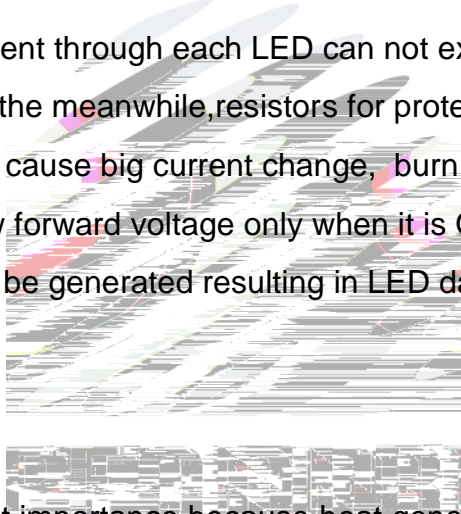 ent through each LED can not ex
the meanwhile,resistors for prote
cause big current change, burn
forward voltage only when it is
be generated resulting in LED da
t importance because heat gene